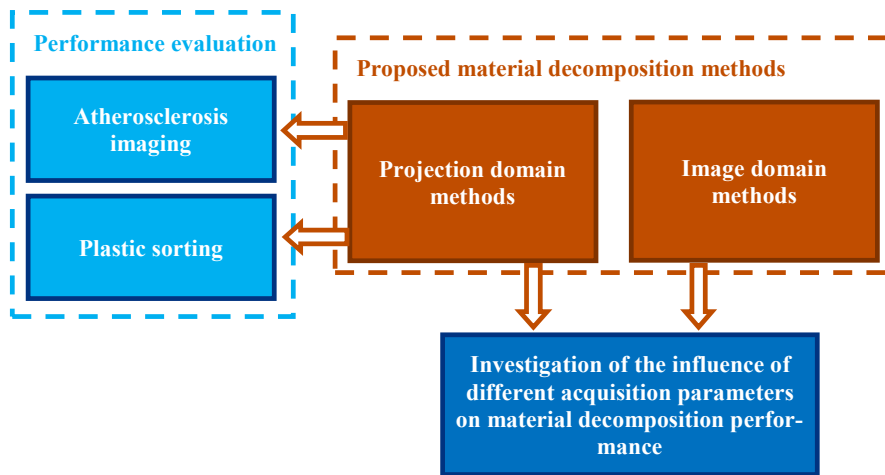 Performance evaluation
Atherosclerosis
imaging
Plastic sorting
Proposed material decomposition methods
Projection domain
methods
Image domain
methods
Investigation of the influence of
different acquisition parameters
on material decomposition perfor-
mance